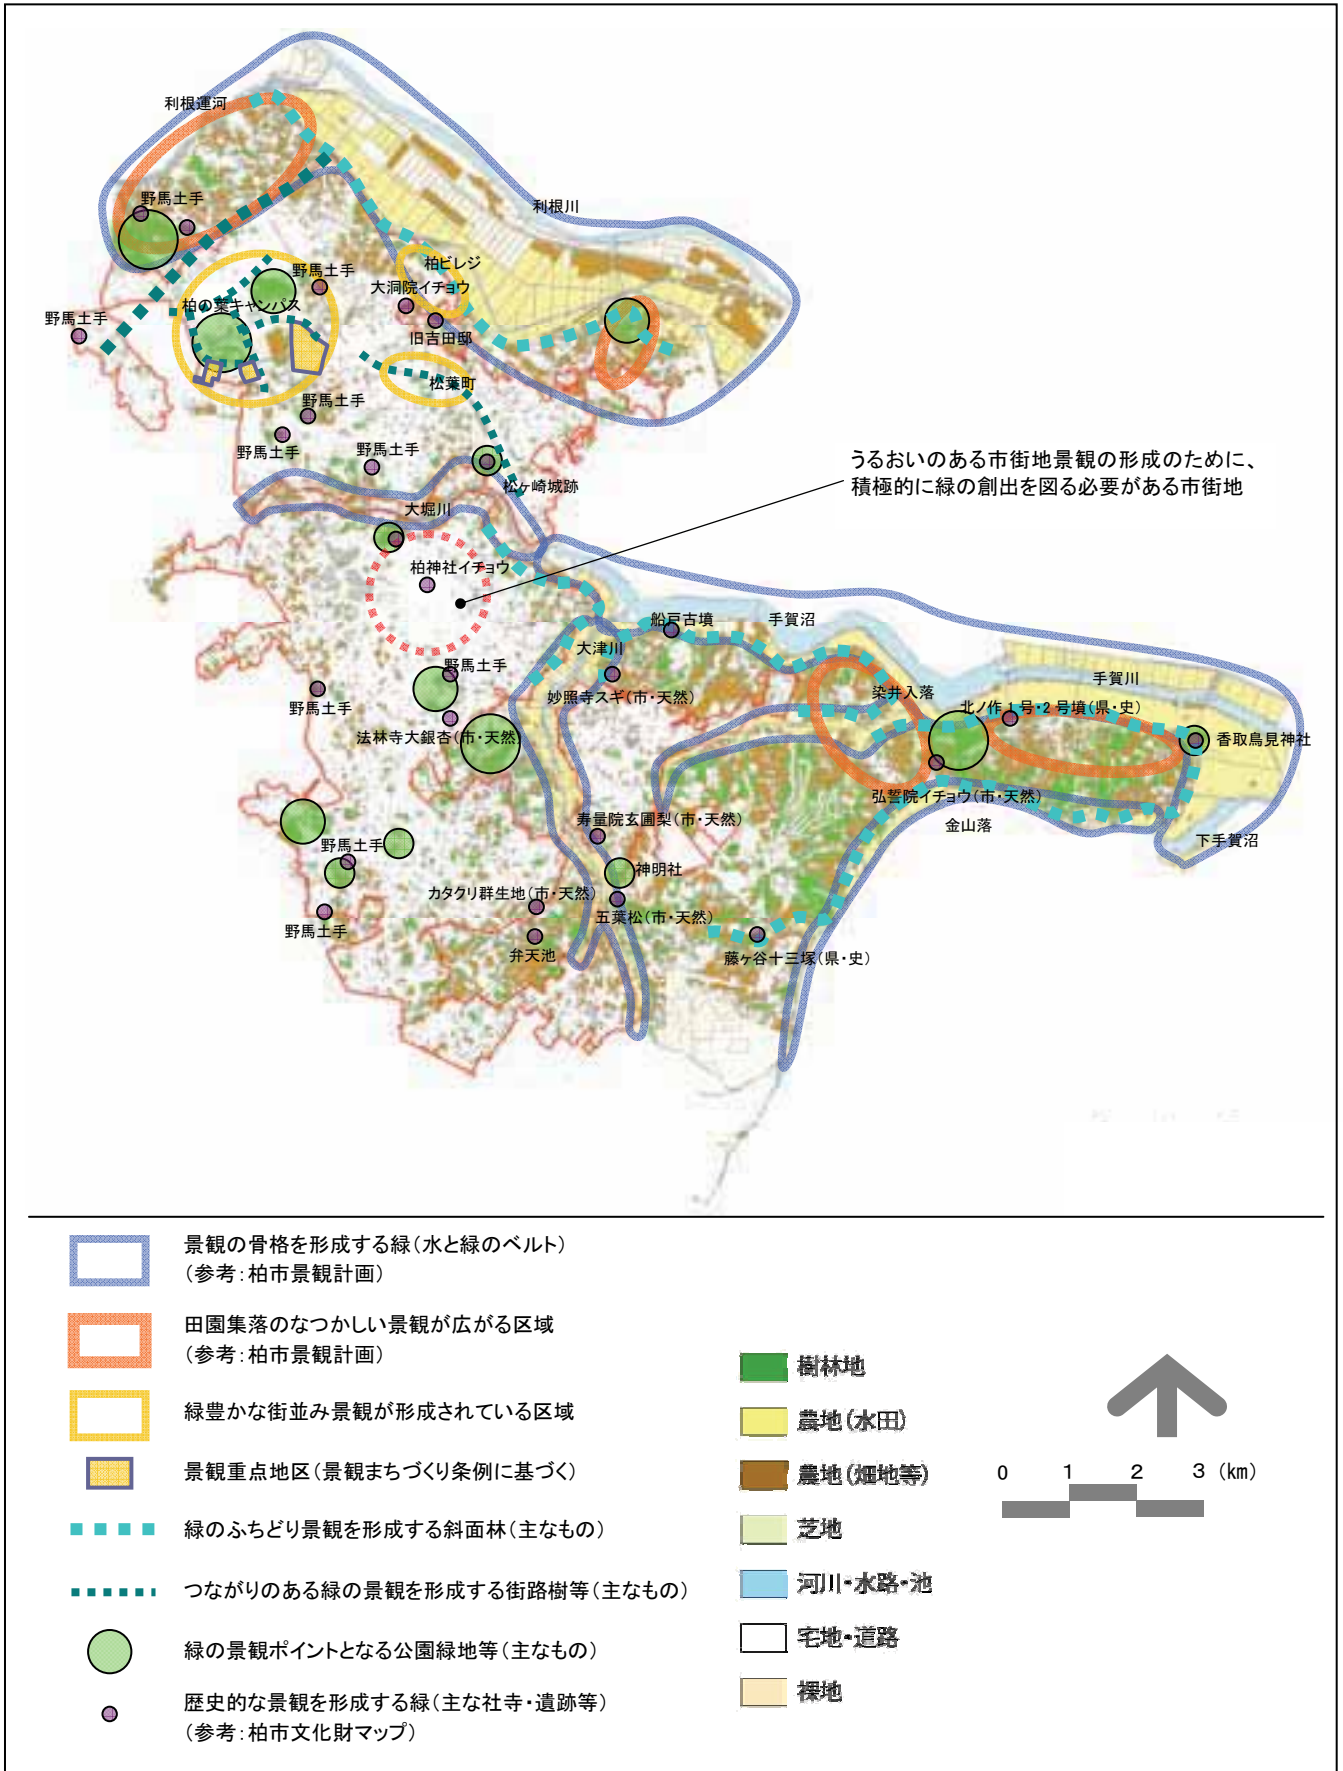 利根運河
利根川
野馬土手
柏ビレジ
野馬土手
大洞院イチョウ
柏の葉キャンパス
野馬土手
旧吉田邸
松葉町
野馬土手
野馬土手
野馬土手
うるおいのある市街地景観の形成のために、
積極的に緑の創出を図る必要がある市街地
松ヶ崎城跡
大堀川
柏神社イチョウ
船戸古墳
手賀沼
大津川
野馬土手
手賀川
染井入落
妙照寺スギ(市・天然)
野馬土手
北ノ作1号・2号墳(県・史)
法林寺大銀杏(市・天然)
香取鳥見神社
弘誓院イチョウ(市・天然)
寿量院玄圃梨(市・天然)
金山落
下手賀沼
野馬土手
神明社
カタクリ群生地(市・天然)
五葉松(市・天然)
野馬土手
弁天池
藤ヶ谷十三塚(県・史)
景観の骨格を形成する緑(水と緑のベルト)
(参考:柏市景観計画)
田園集落のなつかしい景観が広がる区域
(参考:柏市景観計画)
緑豊かな街並み景観が形成されている区域
景観重点地区(景観まちづくり条例に基づく)
緑のふちどり景観を形成する斜面林(主なもの)
つながりのある緑の景観を形成する街路樹等(主なもの)
緑の景観ポイントとなる公園緑地等(主なもの)
歴史的な景観を形成する緑(主な社寺・遺跡等)
(参考:柏市文化財マップ)
樹林地
農地(水田)
農地(畑地等)
芝地
河川・水路・池
宅地・道路
裸地
0 1 2 3 (km)